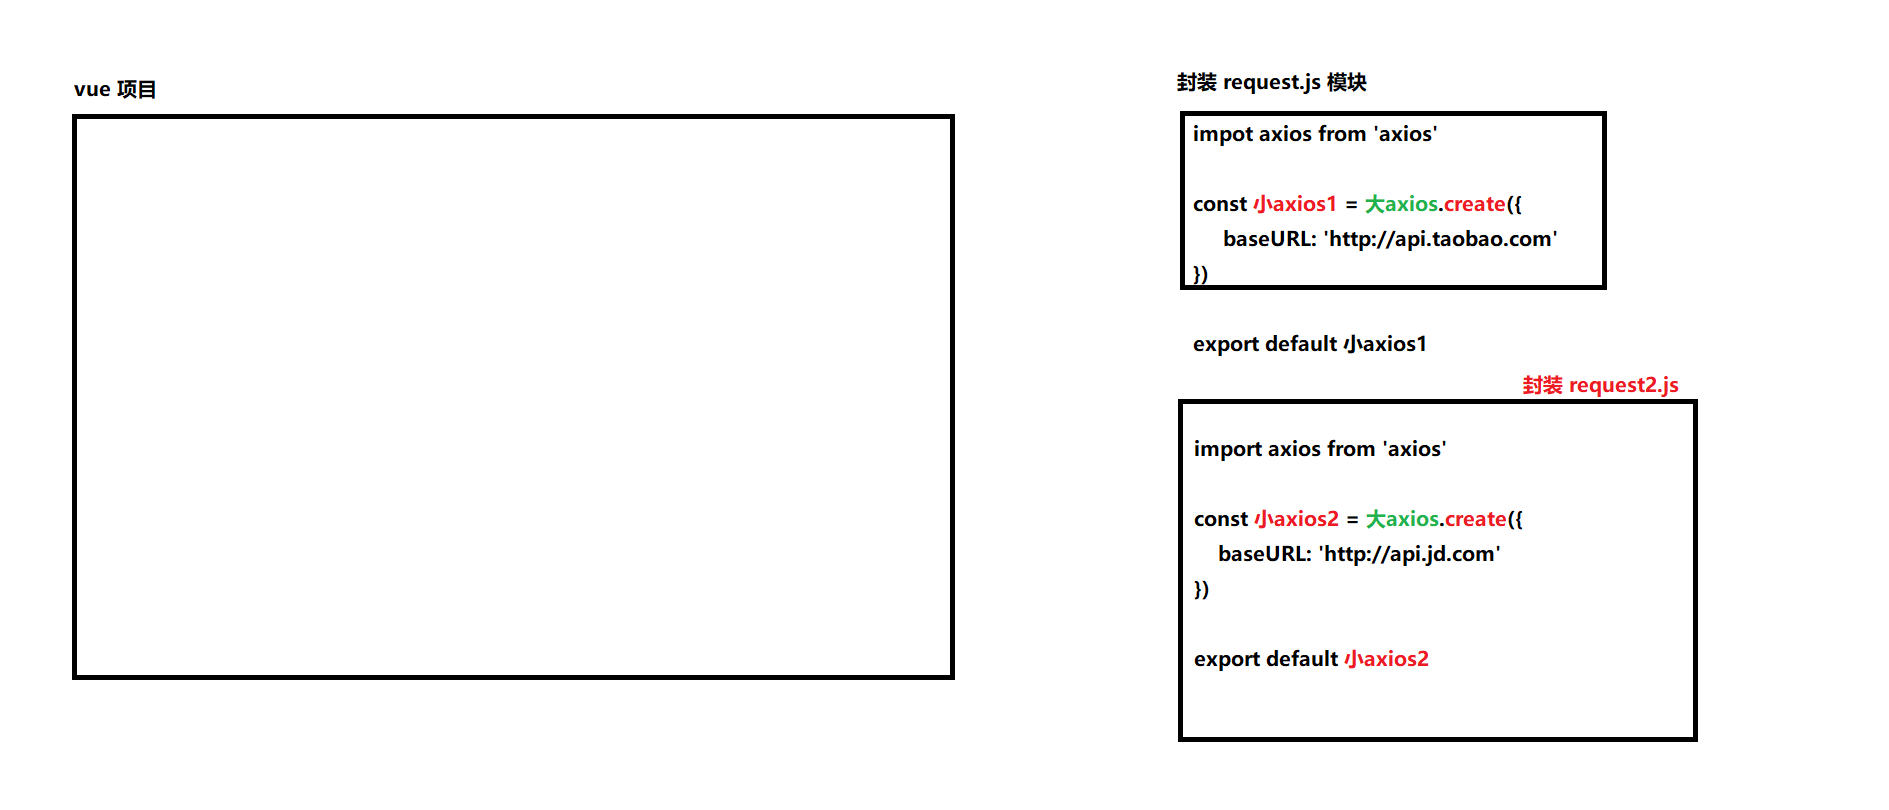 vue 项目
封装 request.js 模块
impot axios from 'axios'
const 小axios1 = 大axios.create({
baseURL: 'http://api.taobao.com'
})
export default 小axios1
封装 request2.js
import axios from 'axios'
const 小axios2 = 大axios.create({
baseURL: 'http://api.jd.com'
})
export default 小axios2